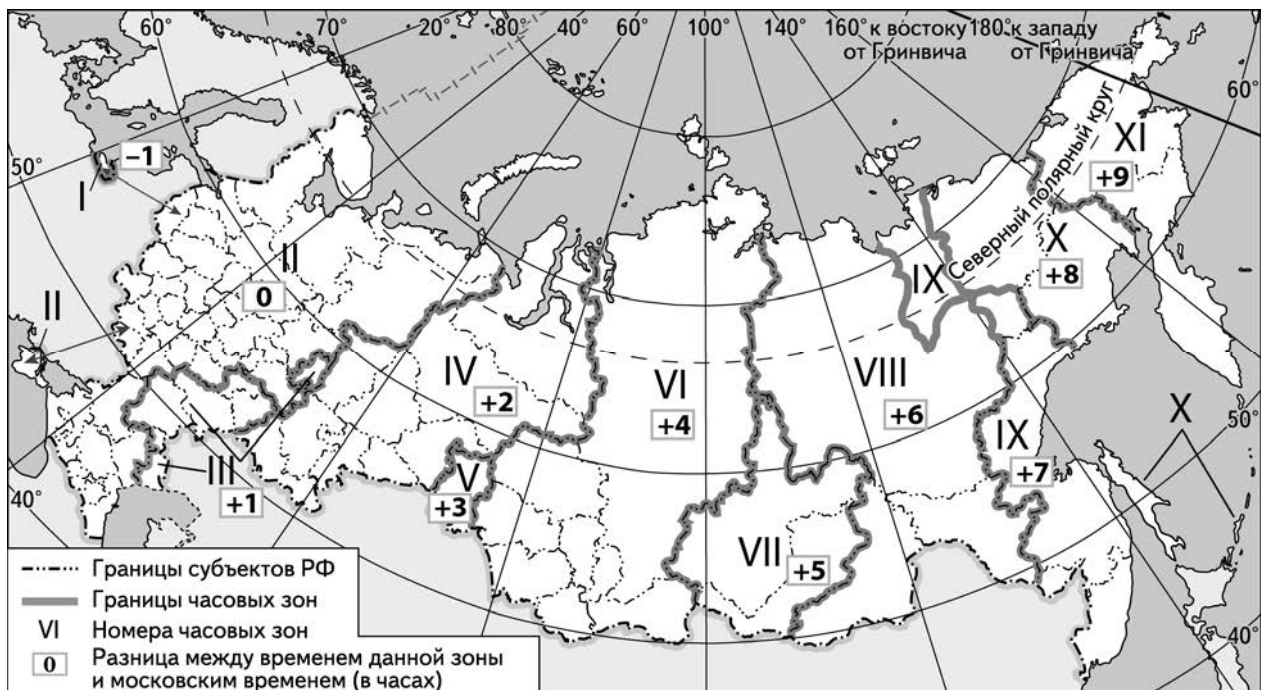 60° 70° 20° 40° 60° 80° 100° 120° 140° 160° к востоку от Гринвича 180° к западу от Гринвича
60°
50°
–1
I
Северный полярный круг
XI
+9
II
0
X
+8
IX
II
IV
+2
VI
+4
VIII
+6
X
50°
IX
+7
III
+1
V
+3
40°
VII
+5
40°
Границы субъектов РФ
Границы часовых зон
VI Номера часовых зон
0 Разница между временем данной зоны
и московским временем (в часах)